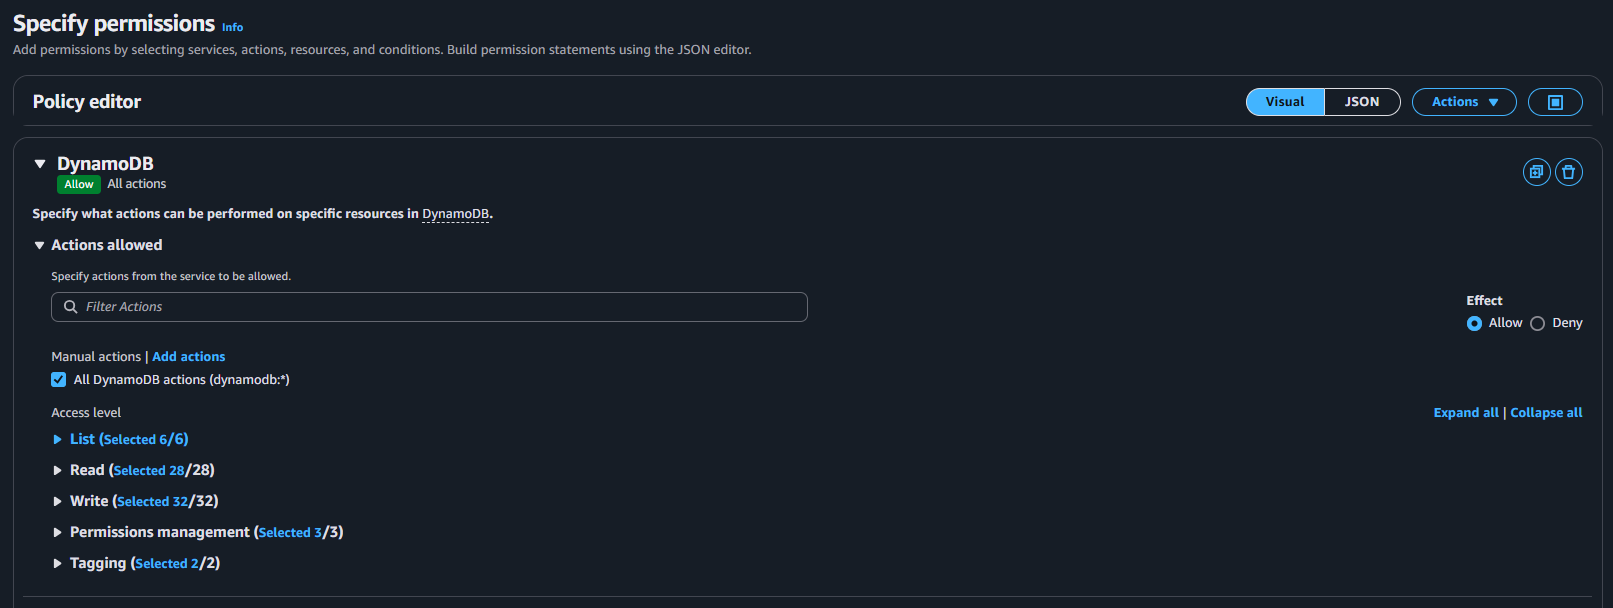 Specify permissions Info
Add permissions by selecting services, actions, resources, and conditions. Build permission statements using the JSON editor.
Policy editor
Visual JSON Actions
DynamoDB
Allow All actions
Specify what actions can be performed on specific resources in DynamoDB.
Actions allowed
Specify actions from the service to be allowed.
Filter Actions
Effect
Allow Deny
Manual actions | Add actions
All DynamoDB actions (dynamodb:*)
Access level
Expand all | Collapse all
List (Selected 6/6)
Read (Selected 28/28)
Write (Selected 32/32)
Permissions management (Selected 3/3)
Tagging (Selected 2/2)